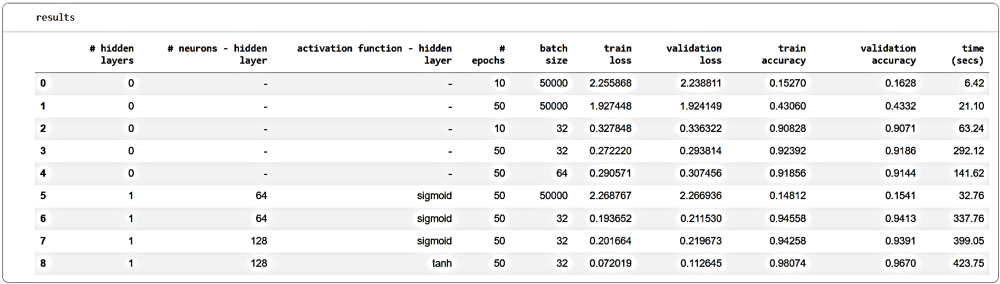 results
# hidden # neurons - hidden activation function - hidden # batch train validation train validation time
layers layer layer epochs size loss loss accuracy accuracy (secs)
0 0 - - 10 50000 2.255868 2.238811 0.15270 0.1628 6.42
1 0 - - 50 50000 1.927448 1.924149 0.43060 0.4332 21.10
2 0 - - 10 32 0.327848 0.336322 0.90828 0.9071 63.24
3 0 - - 50 32 0.272220 0.293814 0.92392 0.9186 292.12
4 0 - - 50 64 0.290571 0.307456 0.91856 0.9144 141.62
5 1 64 sigmoid 50 50000 2.268767 2.266936 0.14812 0.1541 32.76
6 1 64 sigmoid 50 32 0.193652 0.211530 0.94558 0.9413 337.76
7 1 128 sigmoid 50 32 0.201664 0.219673 0.94258 0.9391 399.05
8 1 128 tanh 50 32 0.072019 0.112645 0.98074 0.9670 423.75